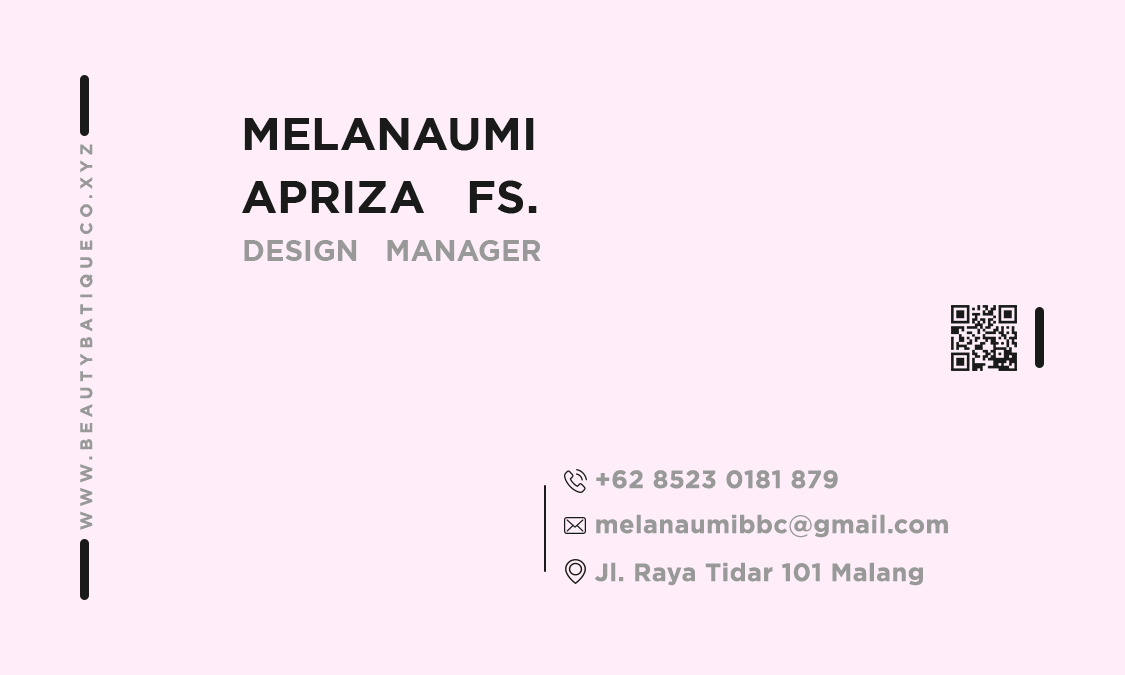 WWW.BEAUTYBATIQUECO.XYZ
MELANAUMI
APRIZA FS.
DESIGN MANAGER
+62 8523 0181 879
melanaumibbc@gmail.com
Jl. Raya Tidar 101 Malang